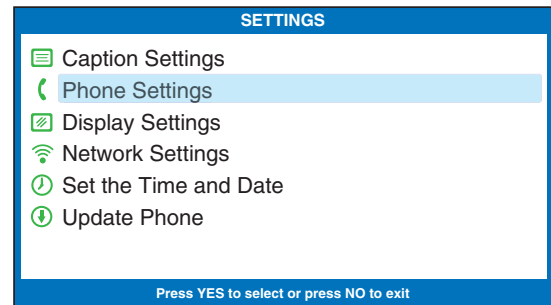 SETTINGS
Caption Settings
Phone Settings
Display Settings
Network Settings
Set the Time and Date
Update Phone
Press YES to select or press NO to exit